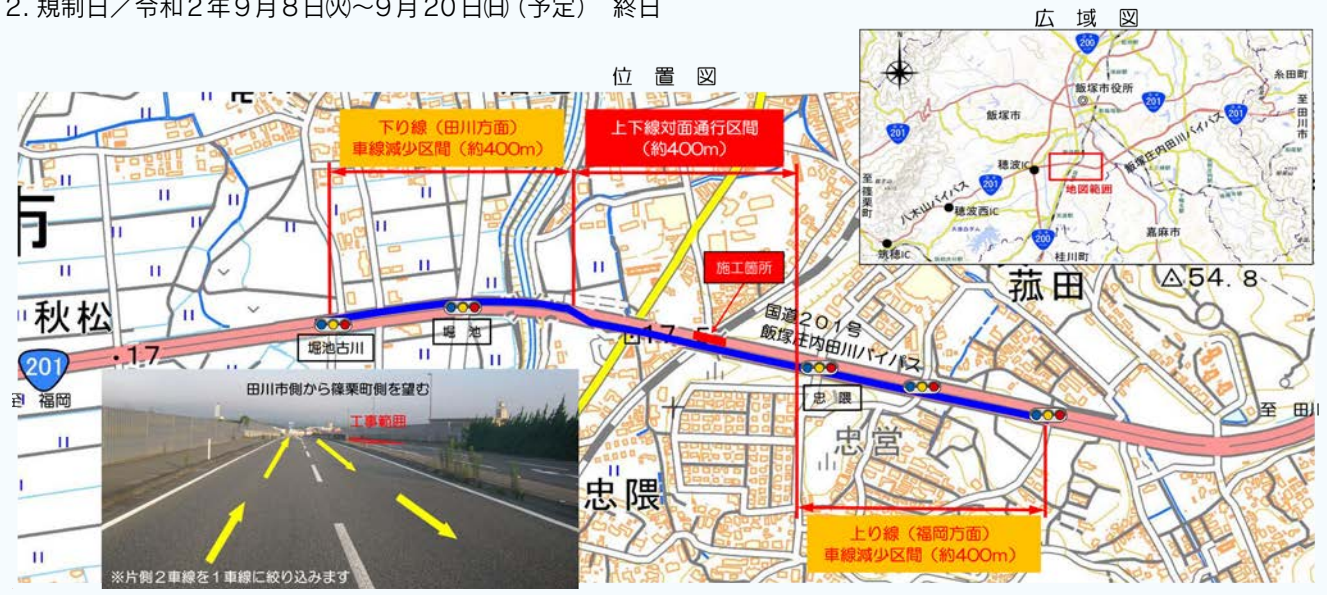 2. 規制日／令和２年９月８日㈫～９月２０日㈰（予定）　終日
広　域　図
位　置　図
下り線（田川方面）
車線減少区間（約400m）
上下線対面通行区間
（約400m）
施工箇所
200
飯塚市役所
糸田町
201
至田川市
飯塚市
201
201
穂波IC
飯塚庄内田川バイパス
地図範囲
至篠栗町
八木山バイパス
201
穂波西IC
200
嘉麻市
筑穂IC
桂川町
市
秋松
菰田
54.8
国道201号
飯塚庄内田川バイパス
堀池古川
堀　池
17
201
至 福岡
忠　隈
至 田川
忠営
忠隈
田川市側から篠栗町側を望む
工事範囲
※片側２車線を１車線に絞り込みます
上り線（福岡方面）
車線減少区間（約400m）